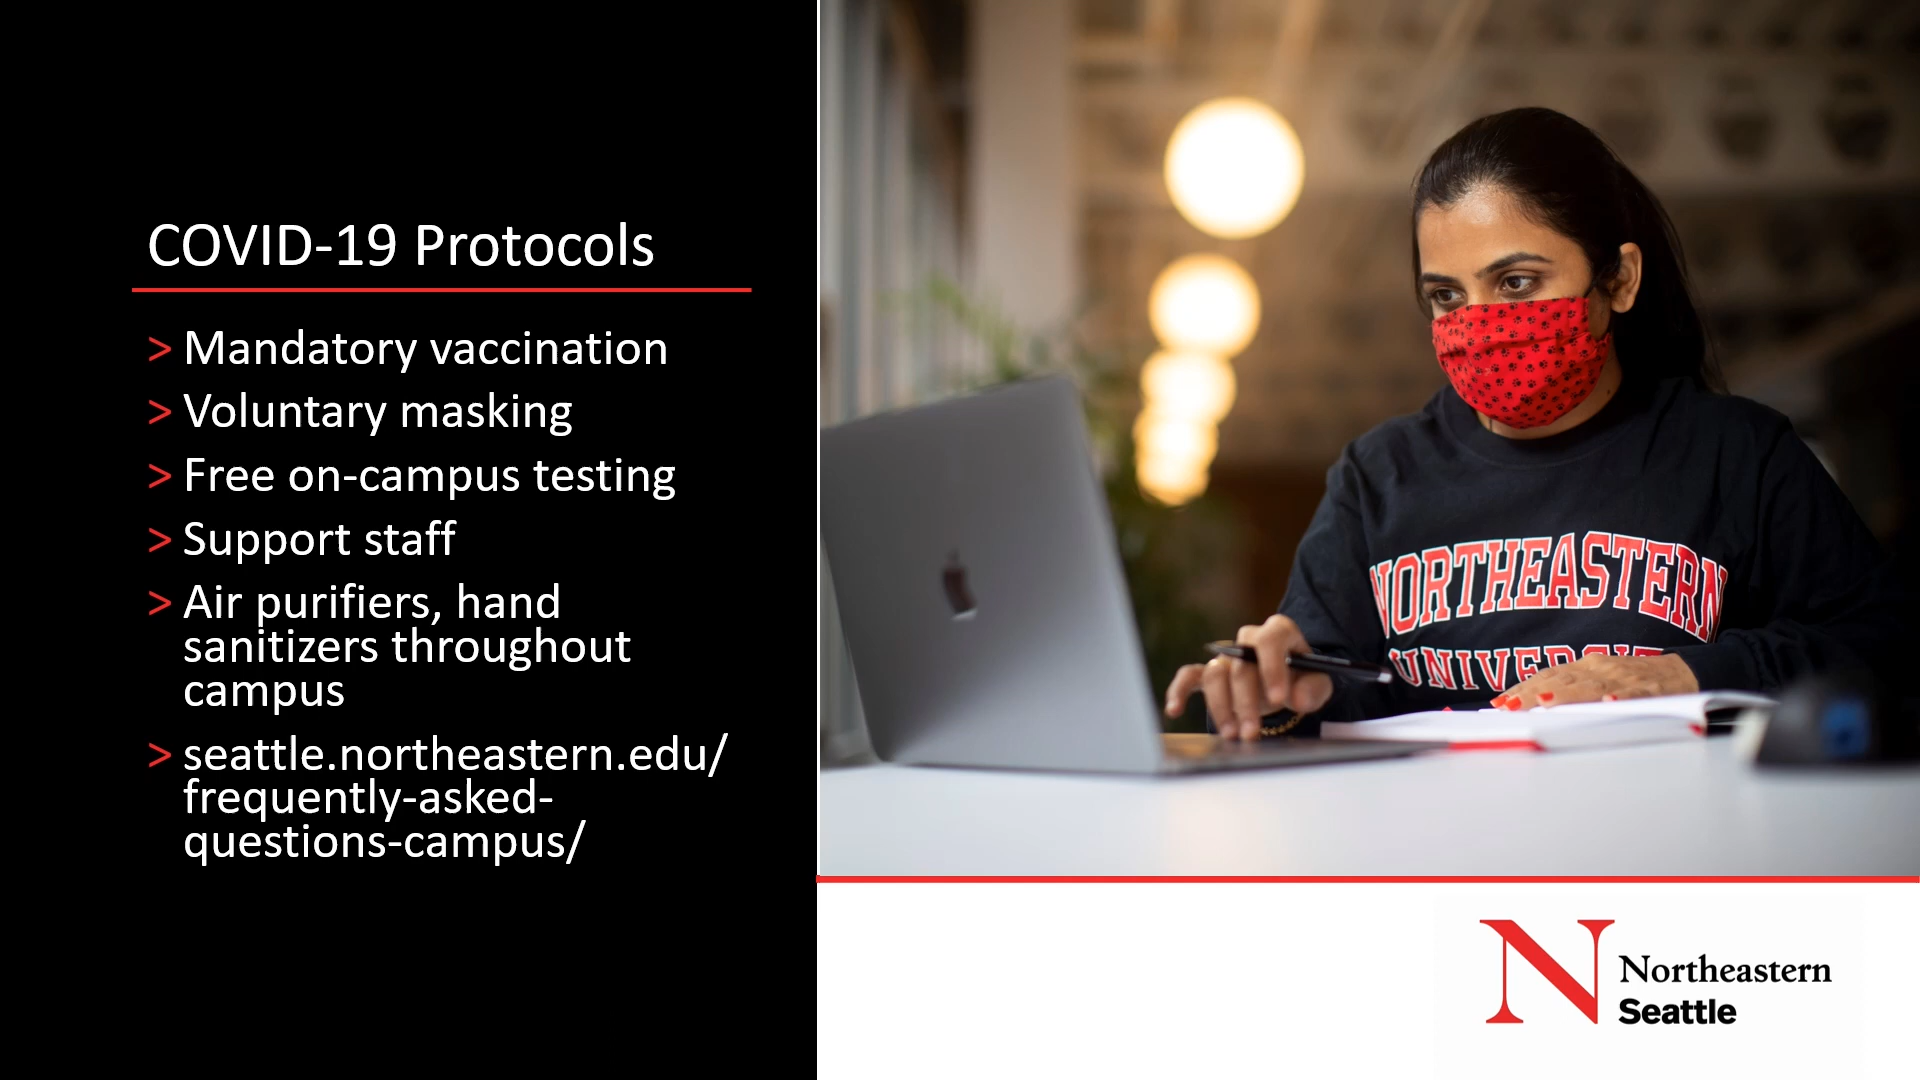 COVID-19 Protocols
> Mandatory vaccination
> Voluntary masking
> Free on-campus testing
> Support staff
> Air purifiers, hand
sanitizers throughout
campus
> seattle.northeastern.edu/
frequently-asked-
questions-campus/
NORTHEASTERN
UNIVERSIT
N Northeastern
Seattle